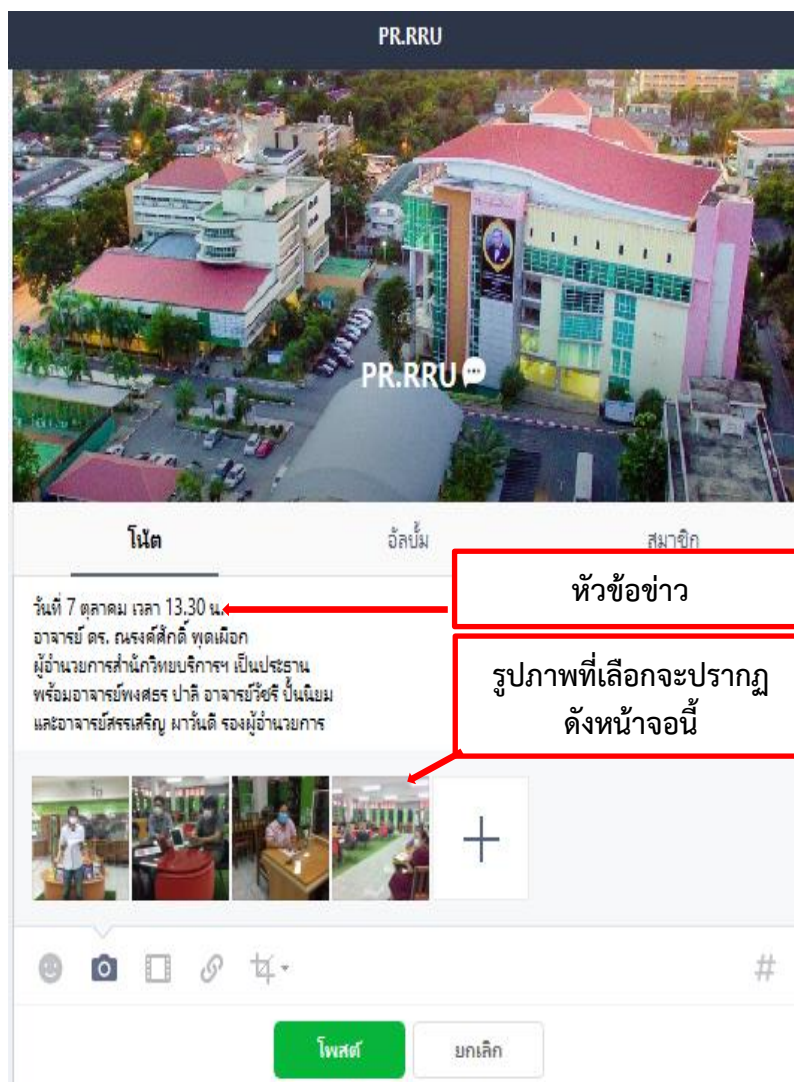 PR.RRU
PR.RRU
โน้ต
อัลบั้ม
สมาชิก
หัวข้อข่าว
วันที่ 7 ตุลาคม เวลา 13.30 น.
อาจารย์ ดร. ณรงค์ศักดิ์ พุดเผือก
ผู้อำนวยการสำนักวิทยบริการฯ เป็นประธาน
พร้อมอาจารย์พงศธร ปาลี อาจารย์วัชรี ปั้นนิยม
และอาจารย์สรรเสริญ ผาวันดี รองผู้อำนวยการ
รูปภาพที่เลือกจะปรากฏ
ดังหน้าจอนี้
#
โพสต์
ยกเลิก